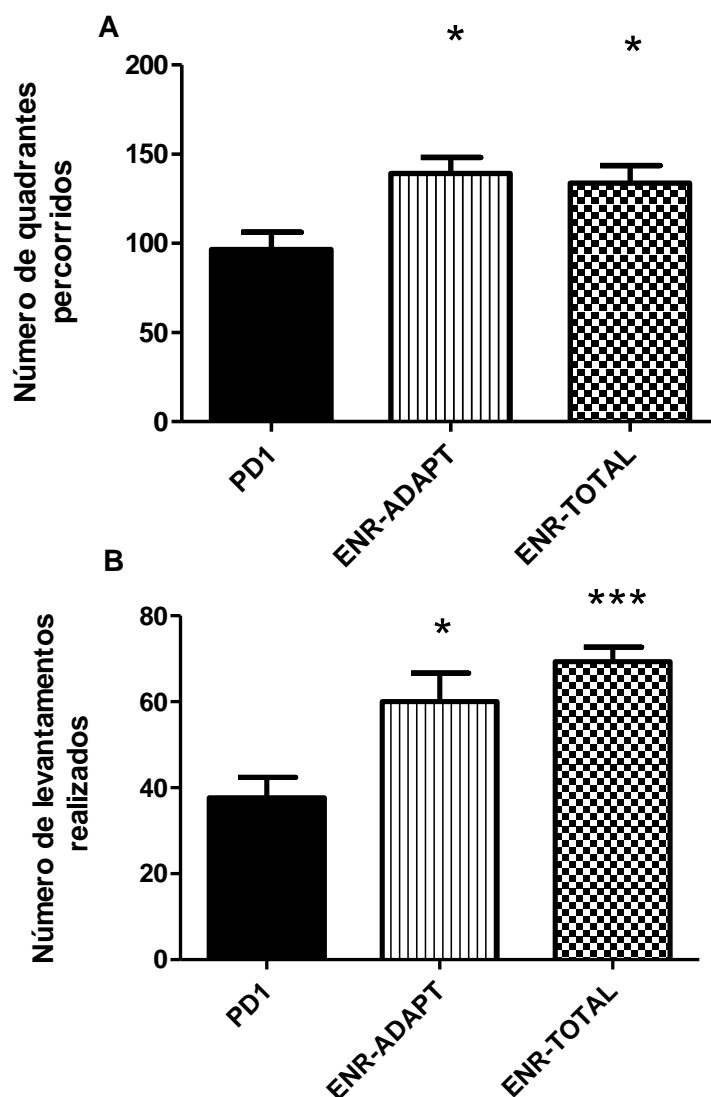 A
* *
Número de quadrantes
percorridos
200
150
100
50
0
PD1
ENR-ADAPT
ENR-TOTAL
B
* ***
Número de levantamentos
realizados
80
60
40
20
0
PD1
ENR-ADAPT
ENR-TOTAL